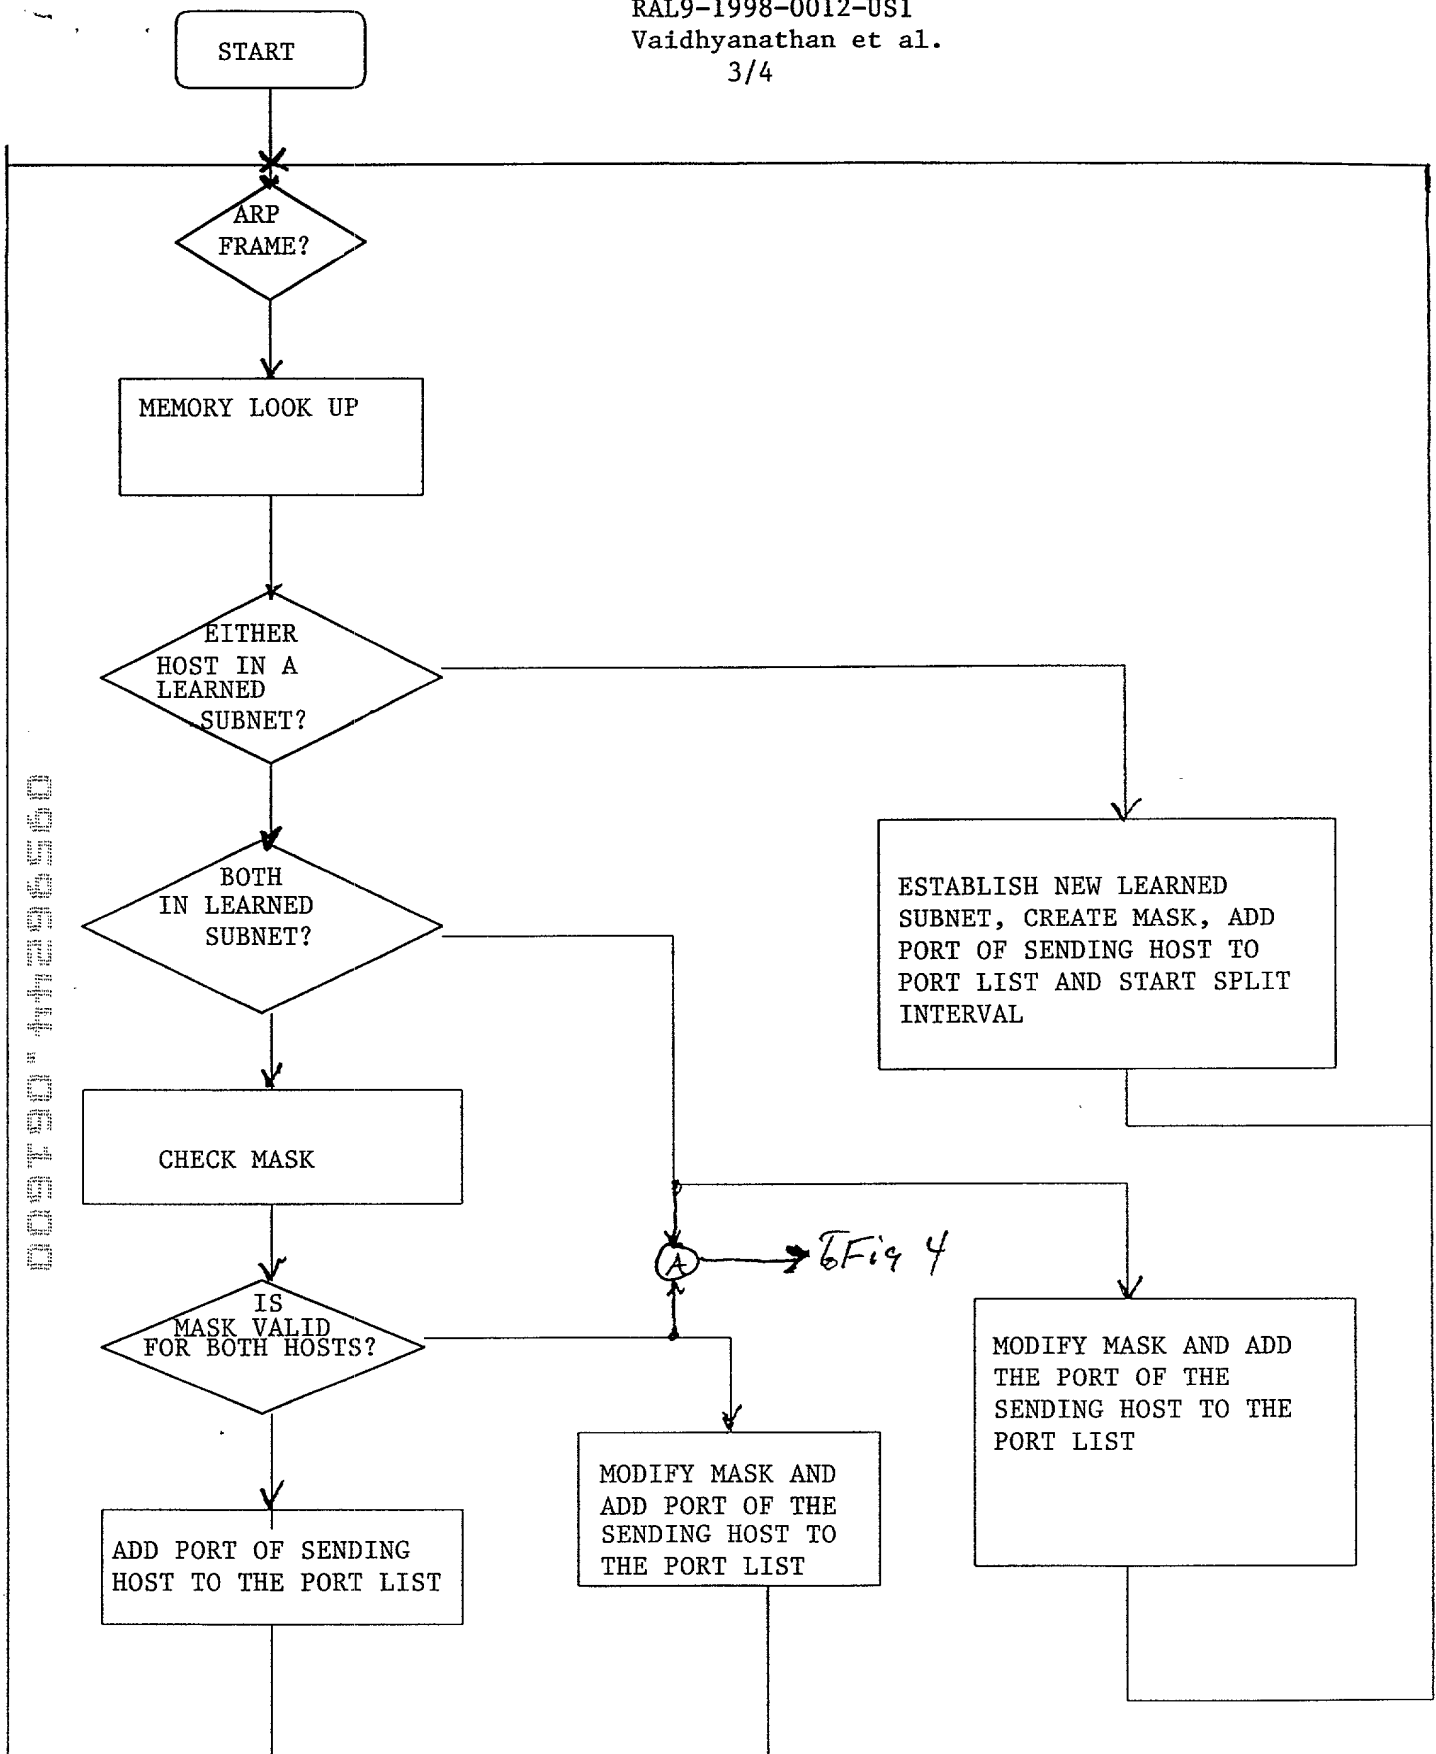 RAL9-1998-0012-US1
Vaidhyanathan et al.
3/4
START
ARP
FRAME?
MEMORY LOOK UP
EITHER
HOST IN A
LEARNED
SUBNET?
BOTH
IN LEARNED
SUBNET?
ESTABLISH NEW LEARNED
SUBNET, CREATE MASK, ADD
PORT OF SENDING HOST TO
PORT LIST AND START SPLIT
INTERVAL
CHECK MASK
A
Fig 4
IS
MASK VALID
FOR BOTH HOSTS?
MODIFY MASK AND ADD
THE PORT OF THE
SENDING HOST TO THE
PORT LIST
MODIFY MASK AND
ADD PORT OF THE
SENDING HOST TO
THE PORT LIST
ADD PORT OF SENDING
HOST TO THE PORT LIST